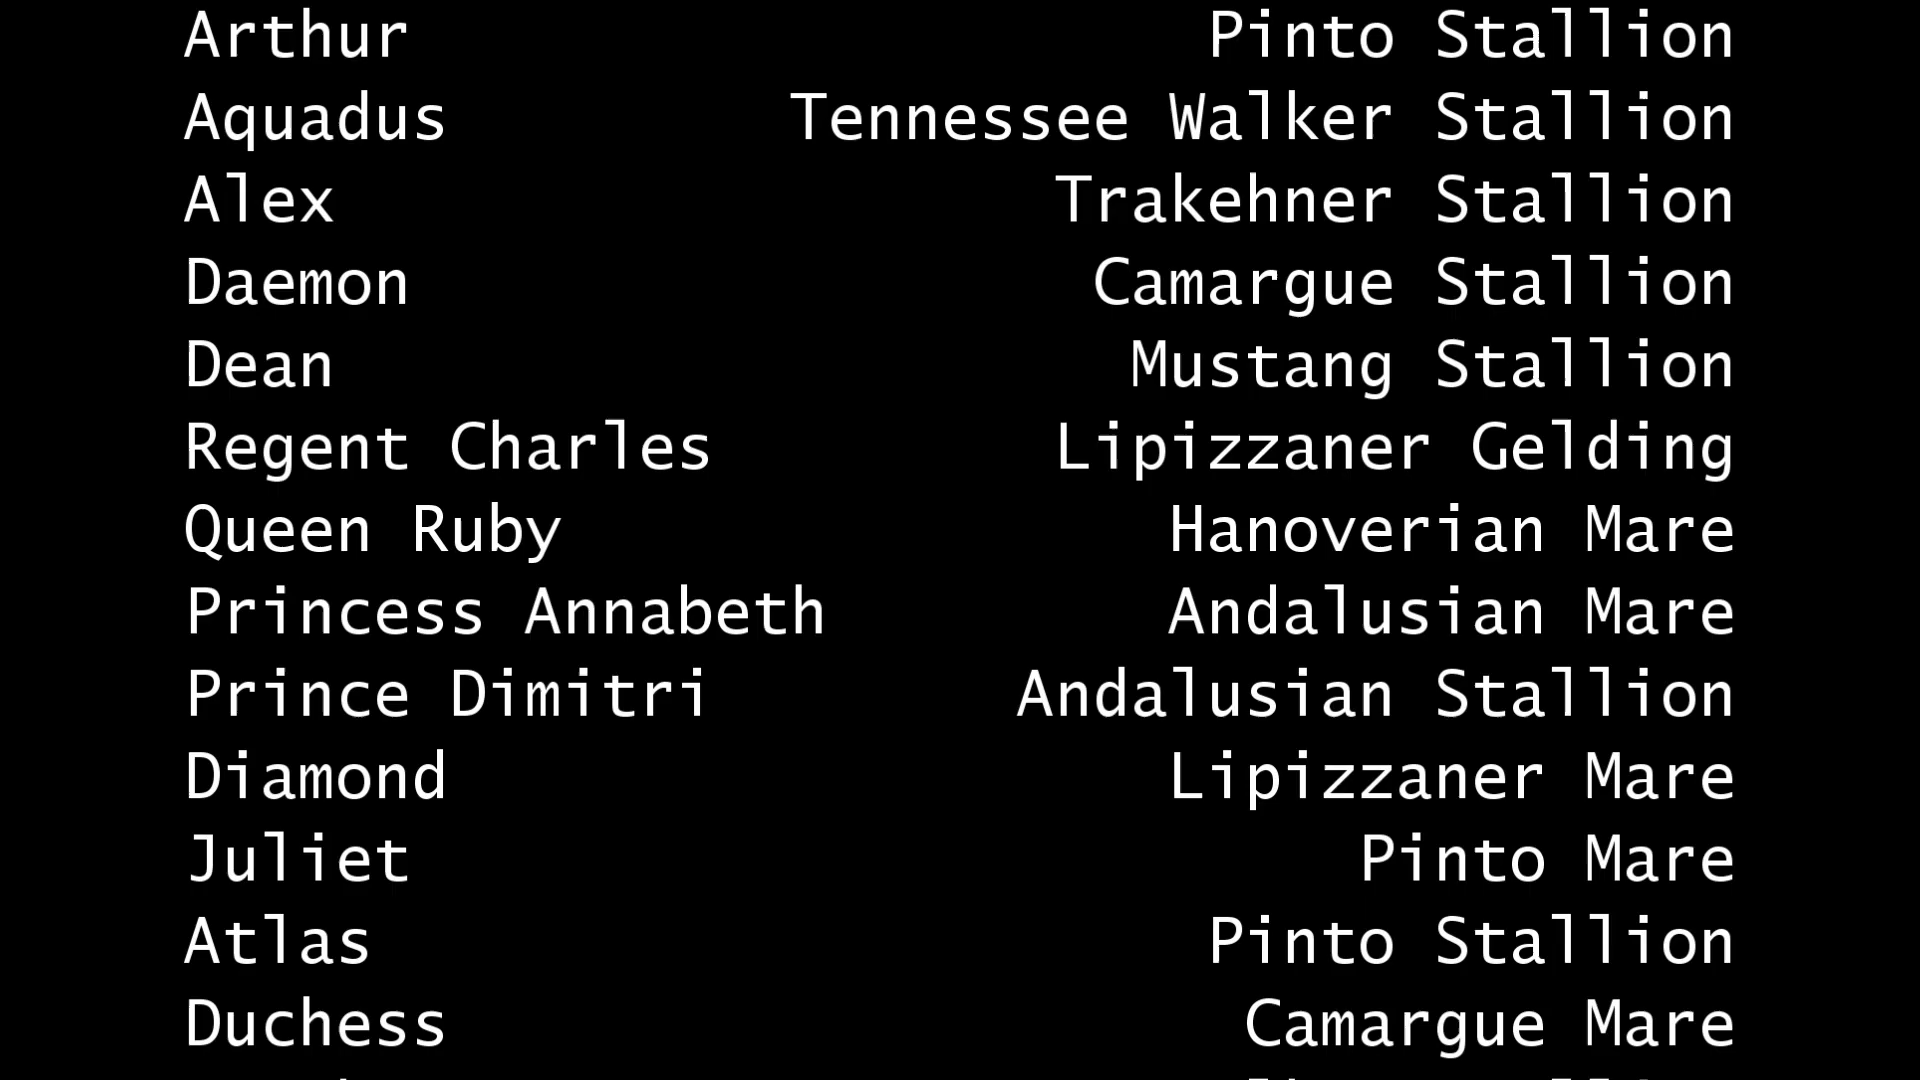 Arthur Pinto Stallion
Aquadus Tennessee Walker Stallion
Alex Trakehner Stallion
Daemon Camargue Stallion
Dean Mustang Stallion
Regent Charles Lipizzaner Gelding
Queen Ruby Hanoverian Mare
Princess Annabeth Andalusian Mare
Prince Dimitri Andalusian Stallion
Diamond Lipizzaner Mare
Juliet Pinto Mare
Atlas Pinto Stallion
Duchess Camargue Mare